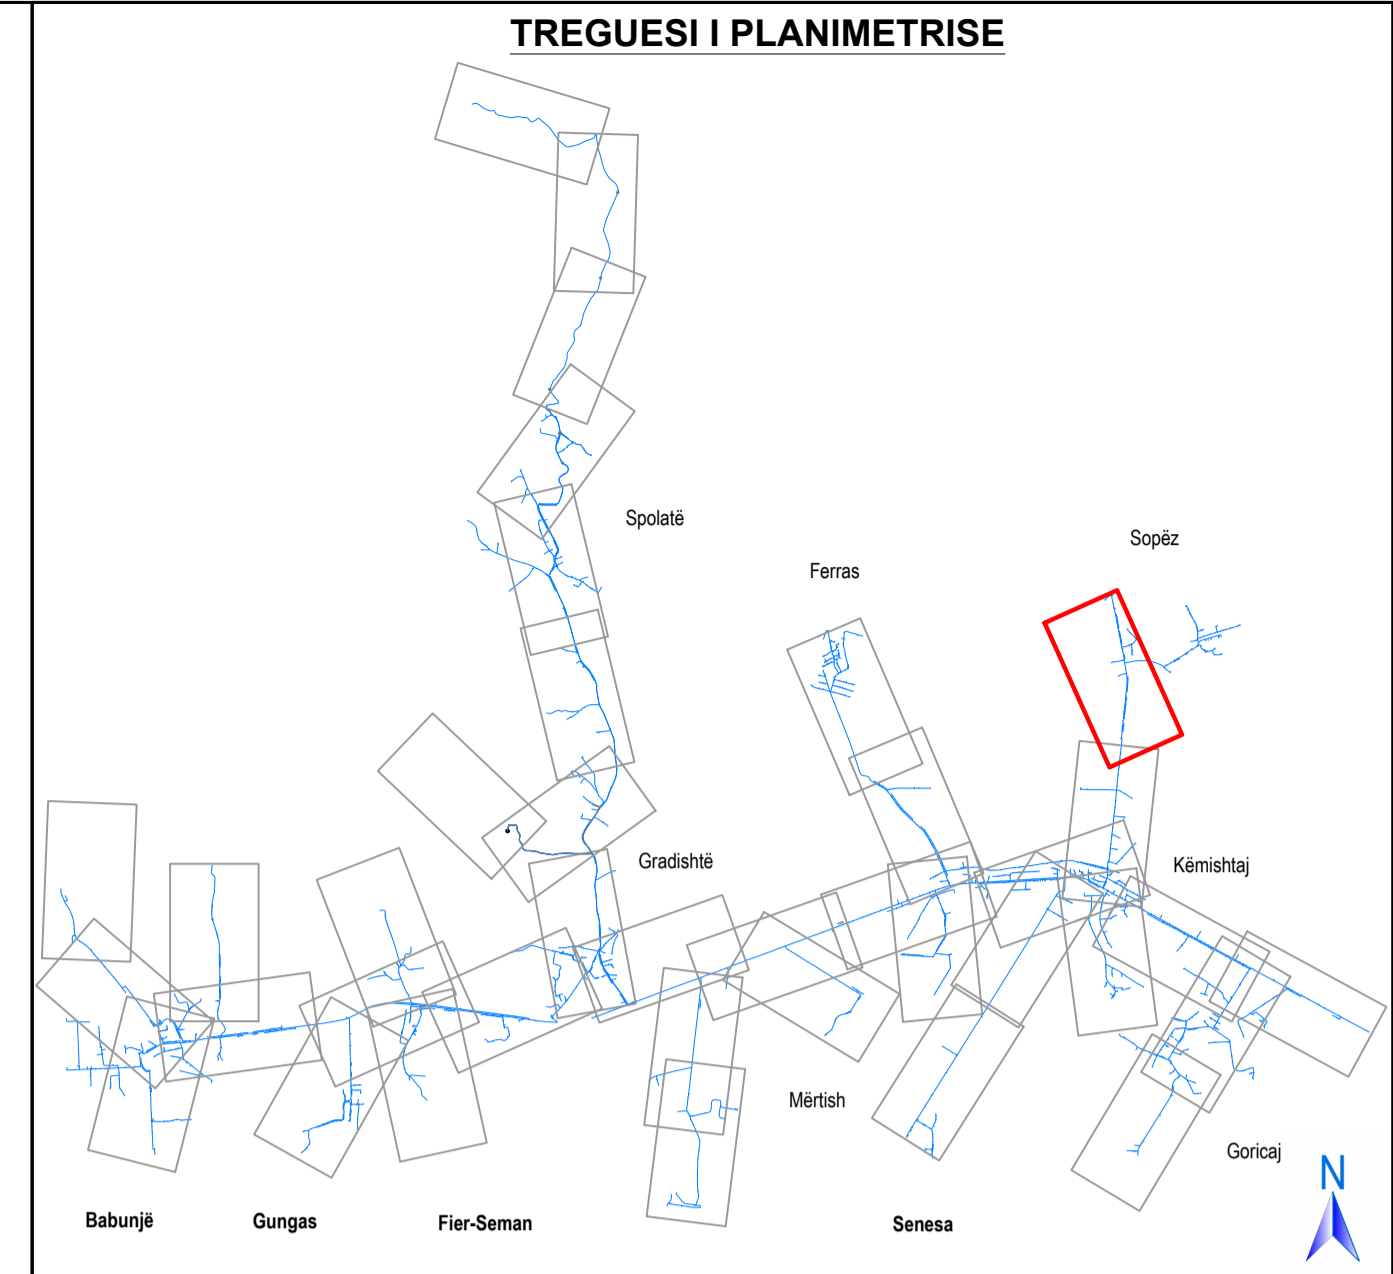 TREGUESI I PLANIMETRISE
Spolatë
Sopëz
Ferras
Gradishtë
Këmishtaj
Mërtish
Goricaj
N
Babunjë
Gungas
Fier-Seman
Senesa